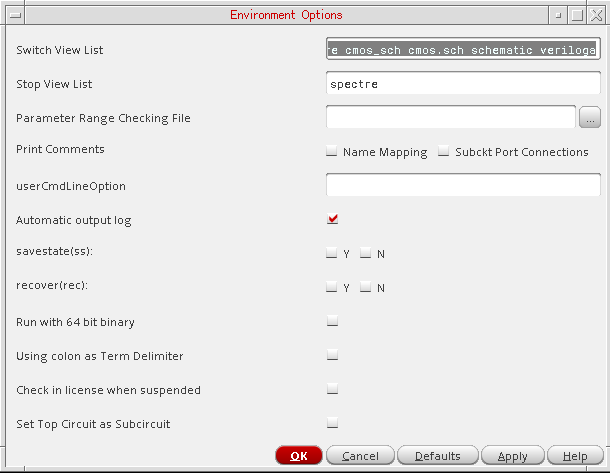 Environment Options
Switch View List re cmos_sch cmos.sch schematic veriloga
Stop View List spectre
Parameter Range Checking File ...
Print Comments Name Mapping Subckt Port Connections
userCmdLineOption
Automatic output log
savestate(ss): Y N
recover(rec): Y N
Run with 64 bit binary
Using colon as Term Delimiter
Check in license when suspended
Set Top Circuit as Subcircuit
OK Cancel Defaults Apply Help